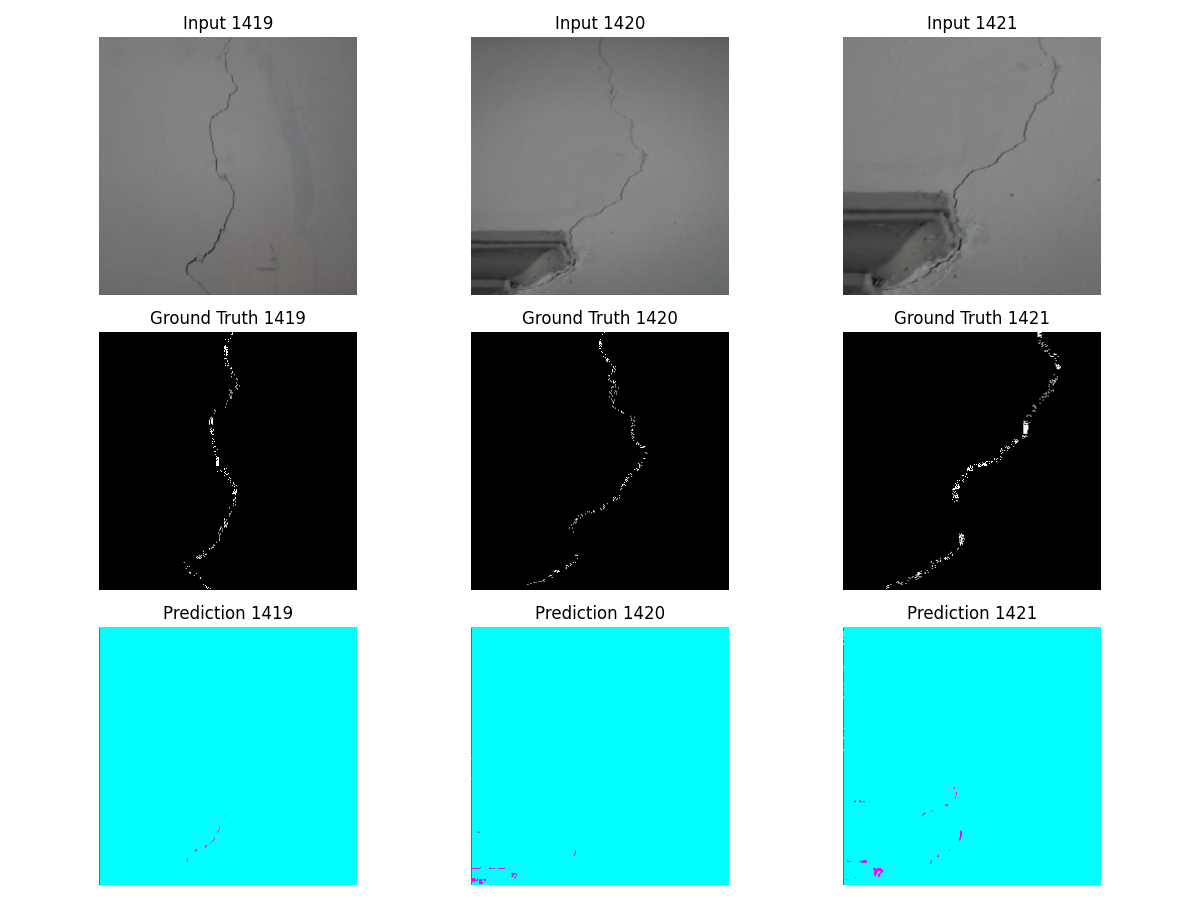 Input 1419
Input 1420
Input 1421
Ground Truth 1419
Ground Truth 1420
Ground Truth 1421
Prediction 1419
Prediction 1420
Prediction 1421